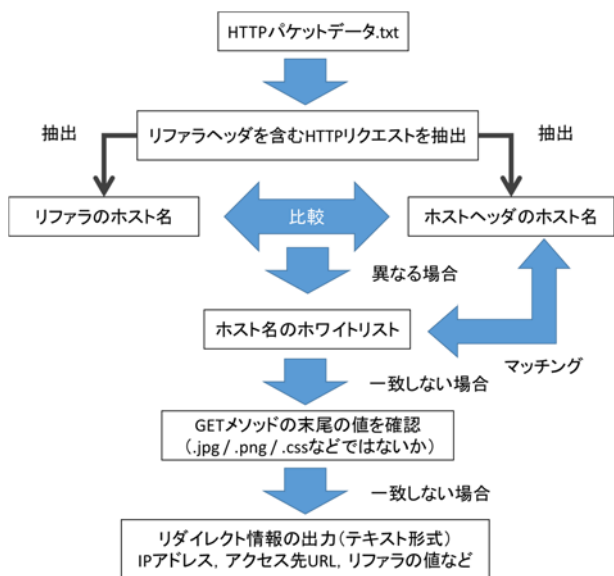 HTTPパケットデータ.txt
抽出
リファラヘッダを含むHTTPリクエストを抽出
抽出
リファラのホスト名
比較
ホストヘッダのホスト名
異なる場合
ホスト名のホワイトリスト
マッチング
一致しない場合
GETメソッドの末尾の値を確認
(.jpg / .png / .cssなどではないか)
一致しない場合
リダイレクト情報の出力(テキスト形式)
IPアドレス, アクセス先URL, リファラの値など